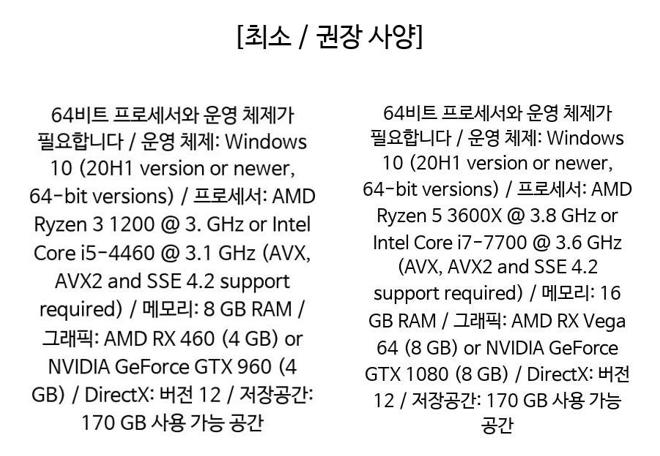 [최소 / 권장 사양]
64비트 프로세서와 운영 체제가
필요합니다 / 운영 체제: Windows
10 (20H1 version or newer,
64-bit versions) / 프로세서: AMD
Ryzen 3 1200 @ 3. GHz or Intel
Core i5-4460 @ 3.1 GHz (AVX,
AVX2 and SSE 4.2 support
required) / 메모리: 8 GB RAM /
그래픽: AMD RX 460 (4 GB) or
NVIDIA GeForce GTX 960 (4
GB) / DirectX: 버전 12 / 저장공간:
170 GB 사용 가능 공간
64비트 프로세서와 운영 체제가
필요합니다 / 운영 체제: Windows
10 (20H1 version or newer,
64-bit versions) / 프로세서: AMD
Ryzen 5 3600X @ 3.8 GHz or
Intel Core i7-7700 @ 3.6 GHz
(AVX, AVX2 and SSE 4.2
support required) / 메모리: 16
GB RAM / 그래픽: AMD RX Vega
64 (8 GB) or NVIDIA GeForce
GTX 1080 (8 GB) / DirectX: 버전
12 / 저장공간: 170 GB 사용 가능
공간